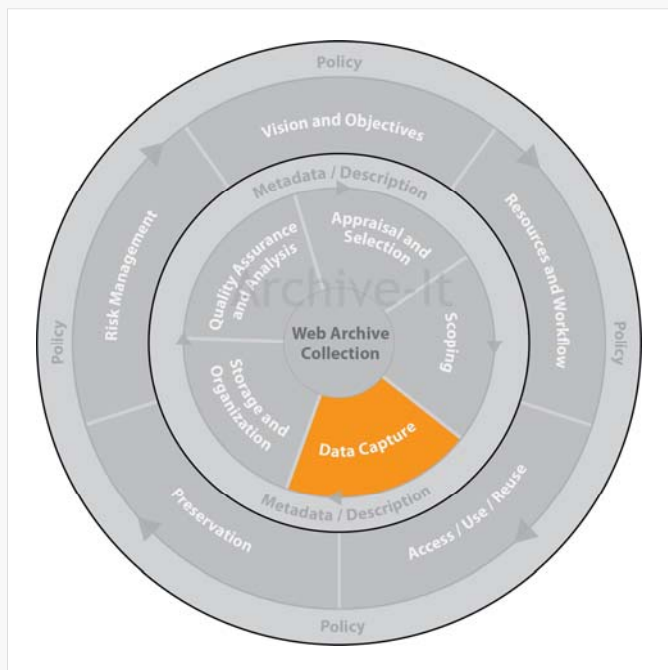 Policy
Vision and Objectives
Metadata / Description
Appraisal and
Selection
Quality Assurance
and Analysis
Archive-It
Resources and Workflow
Risk Management
Web Archive
Collection
Scoping
Policy
Policy
Storage and
Organization
Data Capture
Metadata / Description
Preservation
Access / Use / Reuse
Policy